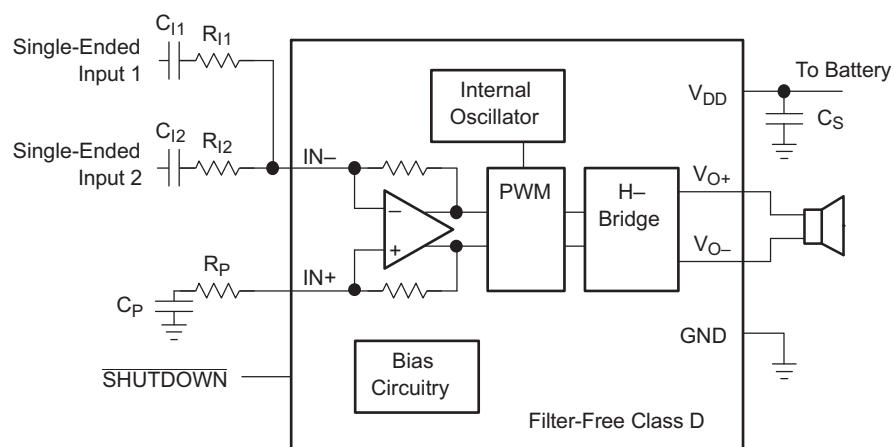 C_I1
R_I1
Single-Ended
Input 1
C_I2
R_I2
Single-Ended
Input 2
IN–
R_P
IN+
C_P
SHUTDOWN
Internal
Oscillator
PWM
H–
Bridge
Bias
Circuitry
V_DD
To Battery
C_S
V_O+
V_O–
GND
Filter-Free Class D